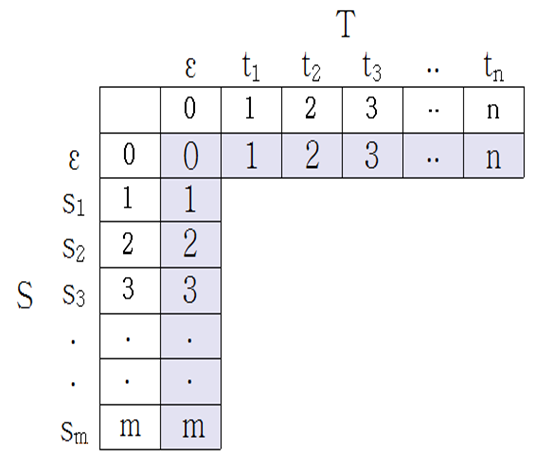 T
ε t₁ t₂ t₃ .. tₙ
0 1 2 3 .. n
ε 0 0 1 2 3 .. n
s₁ 1 1
s₂ 2 2
S s₃ 3 3
. . .
. . .
sₘ m m